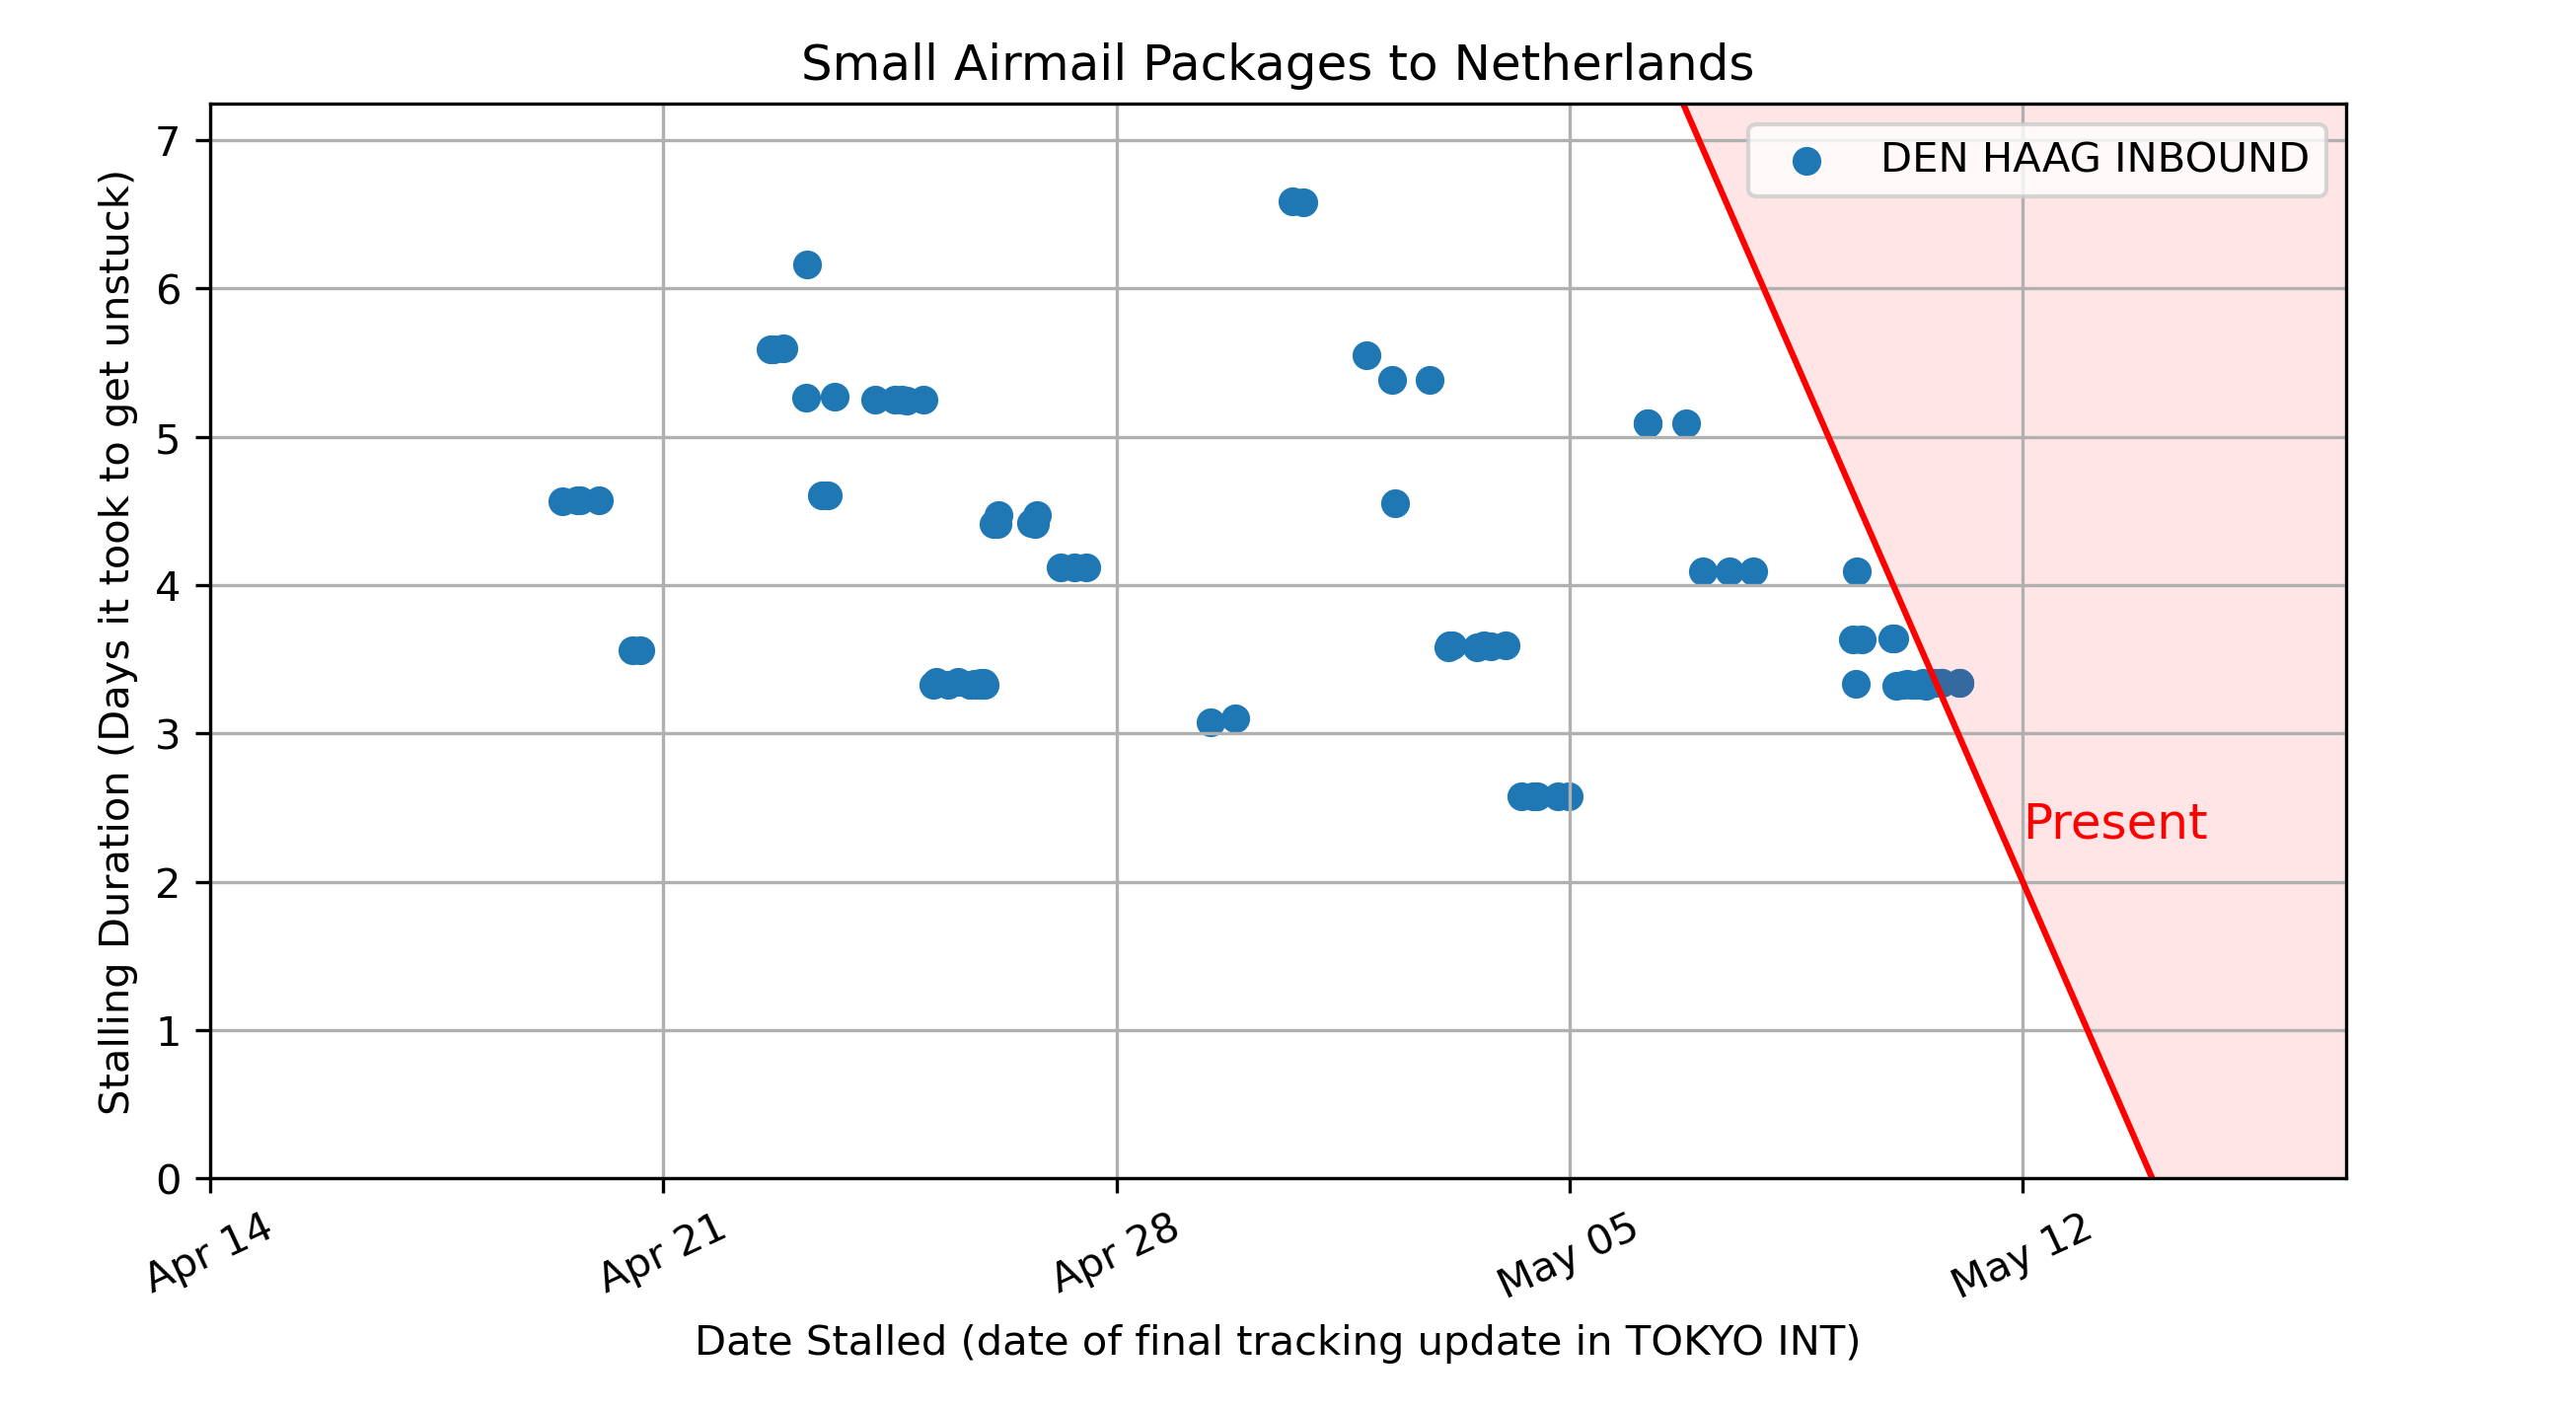 Small Airmail Packages to Netherlands
DEN HAAG INBOUND
Stalling Duration (Days it took to get unstuck)
7
6
5
4
3
2
1
0
Present
Apr 14
Apr 21
Apr 28
May 05
May 12
Date Stalled (date of final tracking update in TOKYO INT)